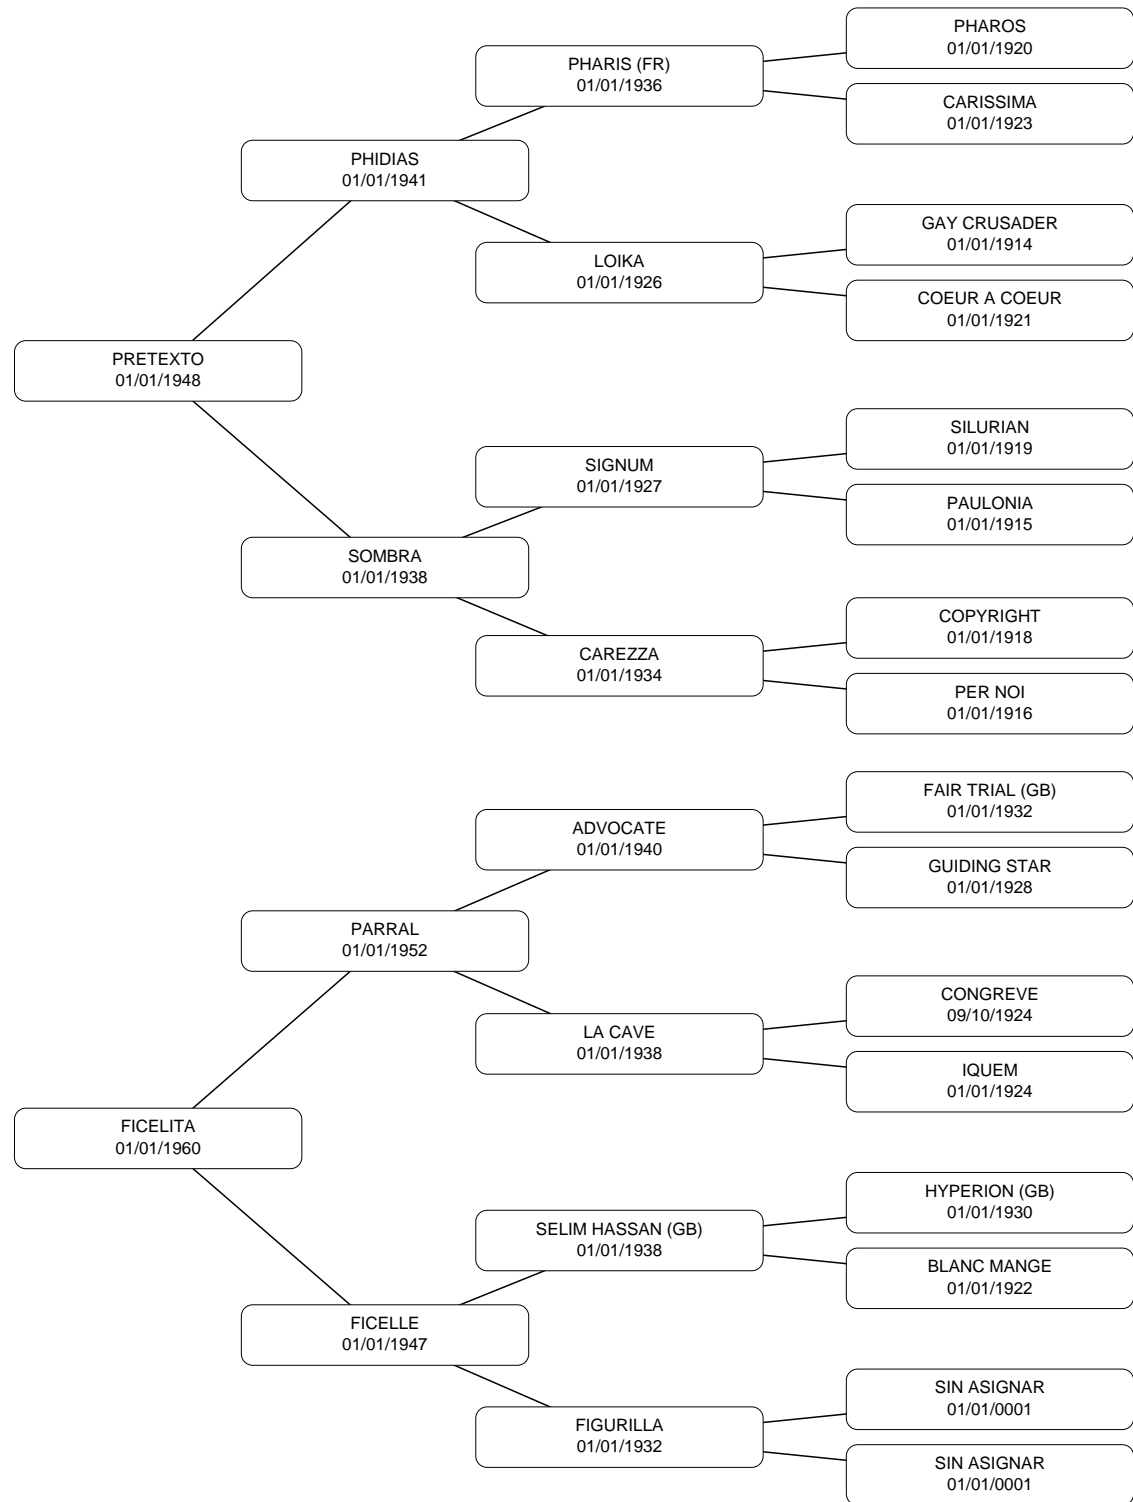 PHAROS
01/01/1920
PHARIS (FR)
01/01/1936
CARISSIMA
01/01/1923
PHIDIAS
01/01/1941
GAY CRUSADER
01/01/1914
LOIKA
01/01/1926
COEUR A COEUR
01/01/1921
PRETEXTO
01/01/1948
SILURIAN
01/01/1919
SIGNUM
01/01/1927
PAULONIA
01/01/1915
SOMBRA
01/01/1938
COPYRIGHT
01/01/1918
CAREZZA
01/01/1934
PER NOI
01/01/1916
FAIR TRIAL (GB)
01/01/1932
ADVOCATE
01/01/1940
GUIDING STAR
01/01/1928
PARRAL
01/01/1952
CONGREVE
09/10/1924
LA CAVE
01/01/1938
IQUEM
01/01/1924
FICELITA
01/01/1960
HYPERION (GB)
01/01/1930
SELIM HASSAN (GB)
01/01/1938
BLANC MANGE
01/01/1922
FICELLE
01/01/1947
SIN ASIGNAR
01/01/0001
FIGURILLA
01/01/1932
SIN ASIGNAR
01/01/0001